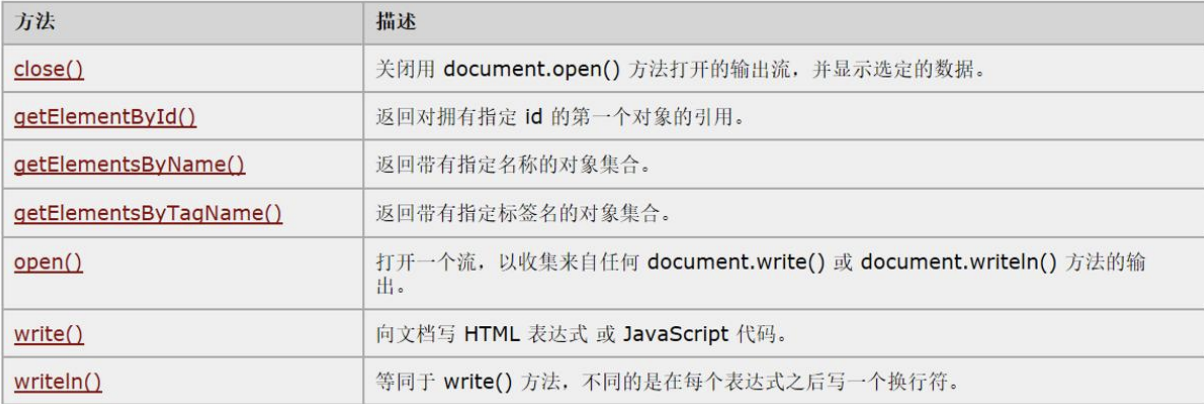 方法 描述
close() 关闭用 document.open() 方法打开的输出流，并显示选定的数据。
getElementById() 返回对拥有指定 id 的第一个对象的引用。
getElementsByName() 返回带有指定名称的对象集合。
getElementsByTagName() 返回带有指定标签名的对象集合。
open() 打开一个流，以收集来自任何 document.write() 或 document.writeln() 方法的输
出。
write() 向文档写 HTML 表达式 或 JavaScript 代码。
writeln() 等同于 write() 方法，不同的是在每个表达式之后写一个换行符。